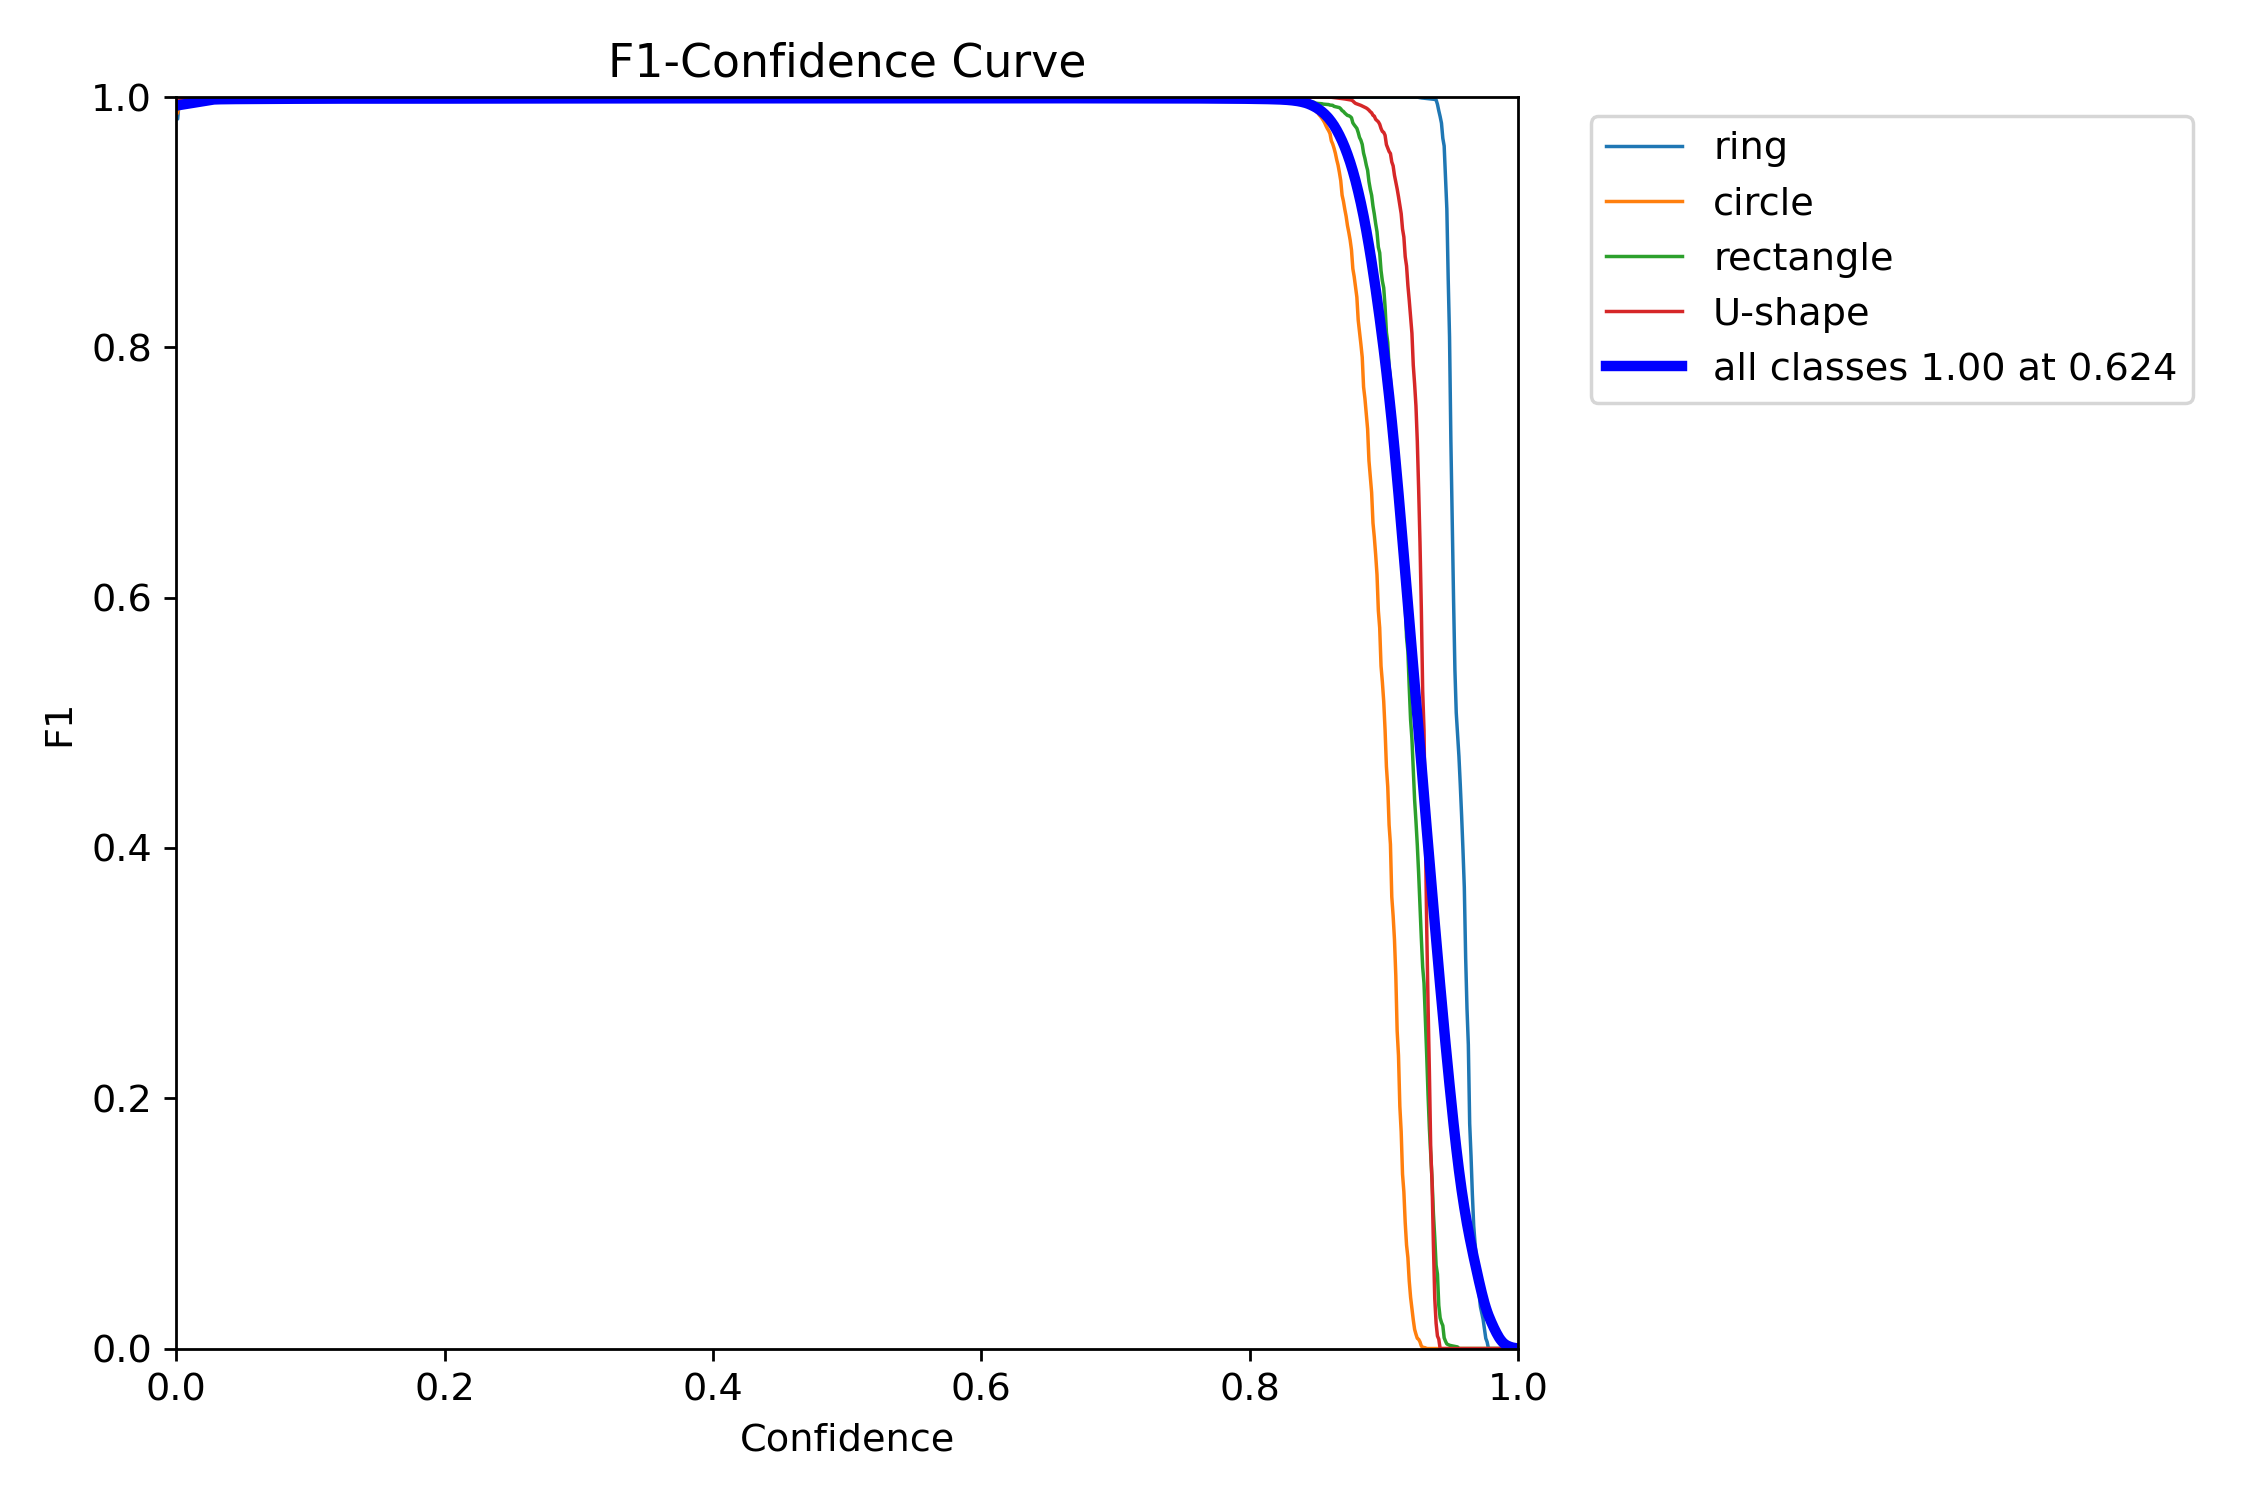 F1-Confidence Curve
1.0
0.8
0.6
0.4
0.2
0.0
F1
0.0 0.2 0.4 0.6 0.8 1.0
Confidence
ring
circle
rectangle
U-shape
all classes 1.00 at 0.624